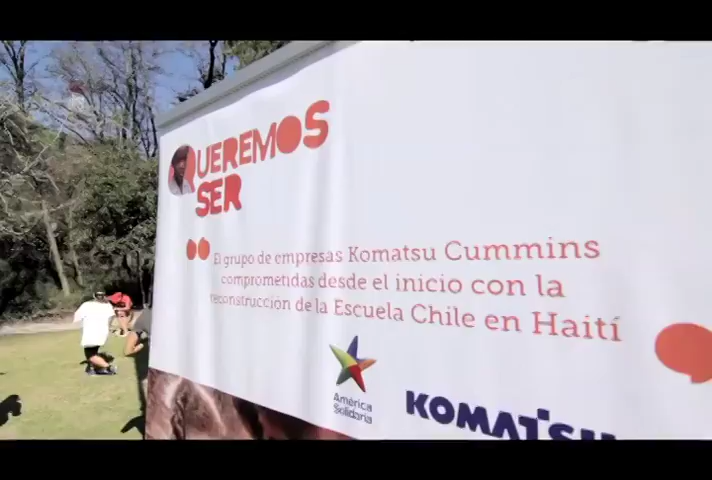 QUEREMOS
SER
El grupo de empresas Komatsu Cummins
comprometidas desde el inicio con la
reconstrucción de la Escuela Chile en Haití
América
Solidaria
KOMATSU